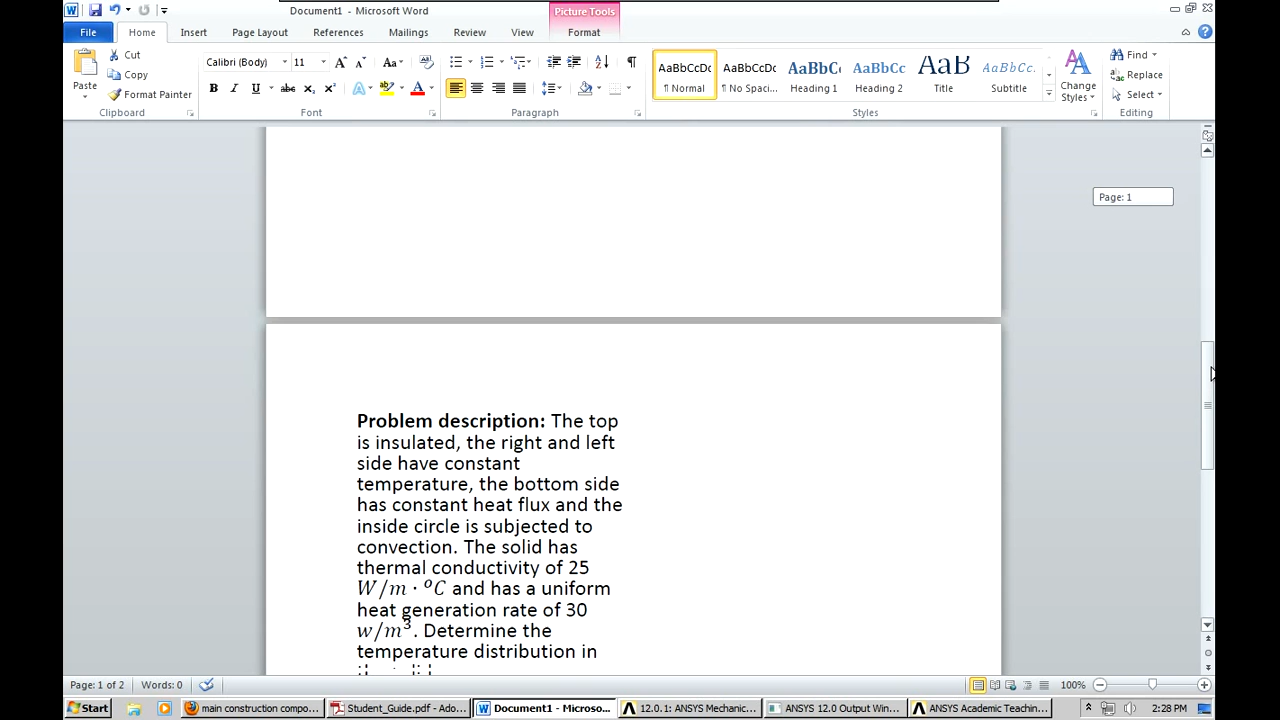 Document1 - Microsoft Word
Picture Tools
File
Home
Insert
Page Layout
References
Mailings
Review
View
Format
Paste
Cut
Copy
Format Painter
Clipboard
Calibri (Body)
11
Font
Paragraph
AaBbCcDc
¶ Normal
AaBbCcDc
¶ No Spaci...
AaBbC
Heading 1
AaBbCc
Heading 2
AaB
Title
AaBbCc.
Subtitle
Change
Styles
Styles
Find
Replace
Select
Editing
Page: 1
Problem description: The top
is insulated, the right and left
side have constant
temperature, the bottom side
has constant heat flux and the
inside circle is subjected to
convection. The solid has
thermal conductivity of 25
W/m · ºC and has a uniform
heat generation rate of 30
w/m³. Determine the
temperature distribution in
Page: 1 of 2
Words: 0
100%
Start
main construction compo...
Student_Guide.pdf - Ado...
Document1 - Microso...
12.0.1: ANSYS Mechanic...
ANSYS 12.0 Output Win...
ANSYS Academic Teachin...
2:28 PM